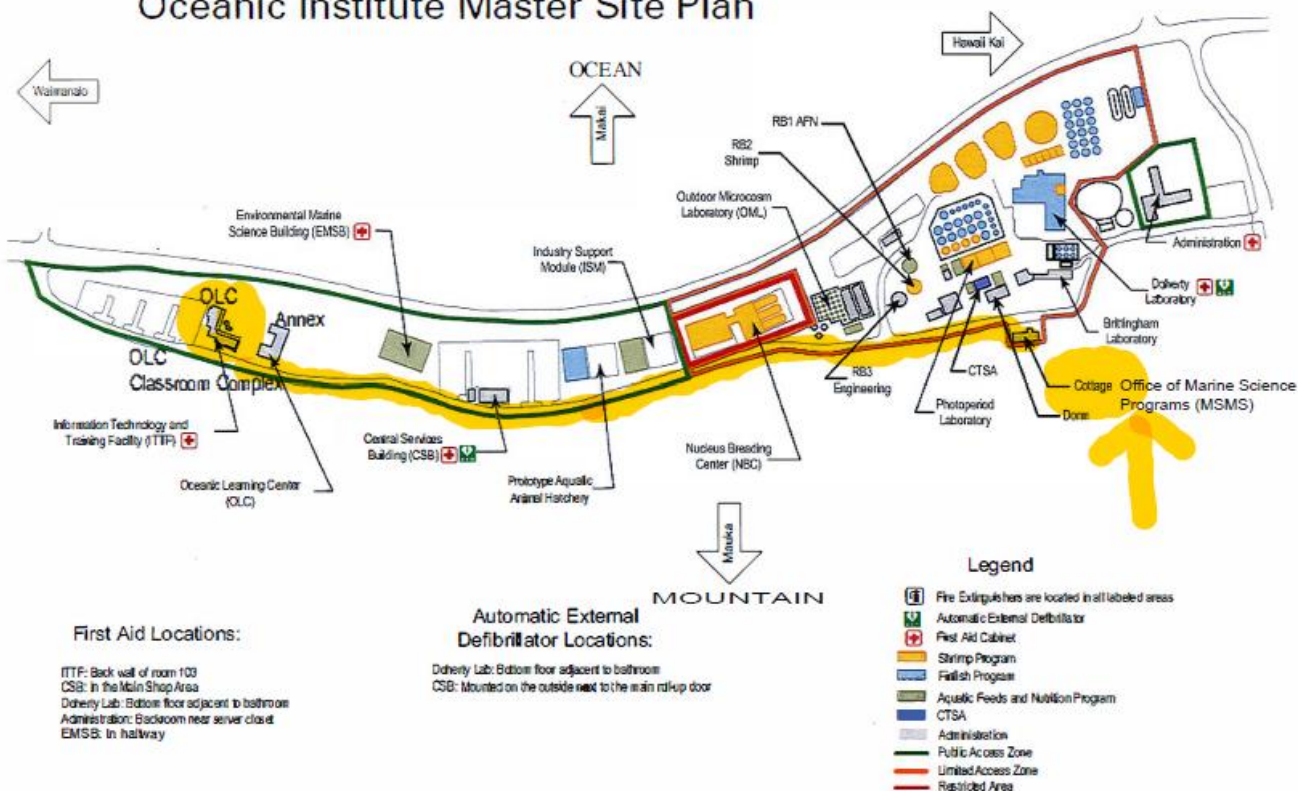 Oceanic Institute Master Site Plan
Waimanalo
OCEAN
Makai
Hawaii Kai
RB1 AFN
RB2
Shrimp
Outdoor Microcosm
Laboratory (OML)
Environmental Marine
Science Building (EMSB)
Industry Support
Module (ISM)
Administration
Doherty
Laboratory
Brittingham
Laboratory
OLC
Annex
OLC
Classroom Complex
CTSA
RB3
Engineering
Cottage Office of Marine Science
Programs (MSMS)
Photoperiod
Laboratory
Dorm
Information Technology and
Training Facility (ITTF)
Central Services
Building (CSB)
Nucleus Breeding
Center (NBC)
Oceanic Learning Center
(OLC)
Prototype Aquatic
Animal Hatchery
Mauka
MOUNTAIN
First Aid Locations:
ITTF: Back wall of room 103
CSB: In the Main Shop Area
Doherty Lab: Bottom floor adjacent to bathroom
Administration: Backroom near server closet
EMSB: In hallway
Automatic External
Defibrillator Locations:
Doherty Lab: Bottom floor adjacent to bathroom
CSB: Mounted on the outside next to the main roll-up door
Legend
Fire Extinguishers are located in all labeled areas
Automatic External Defibrillator
First Aid Cabinet
Shrimp Program
Finfish Program
Aquatic Feeds and Nutrition Program
CTSA
Administration
Public Access Zone
Limited Access Zone
Restricted Area